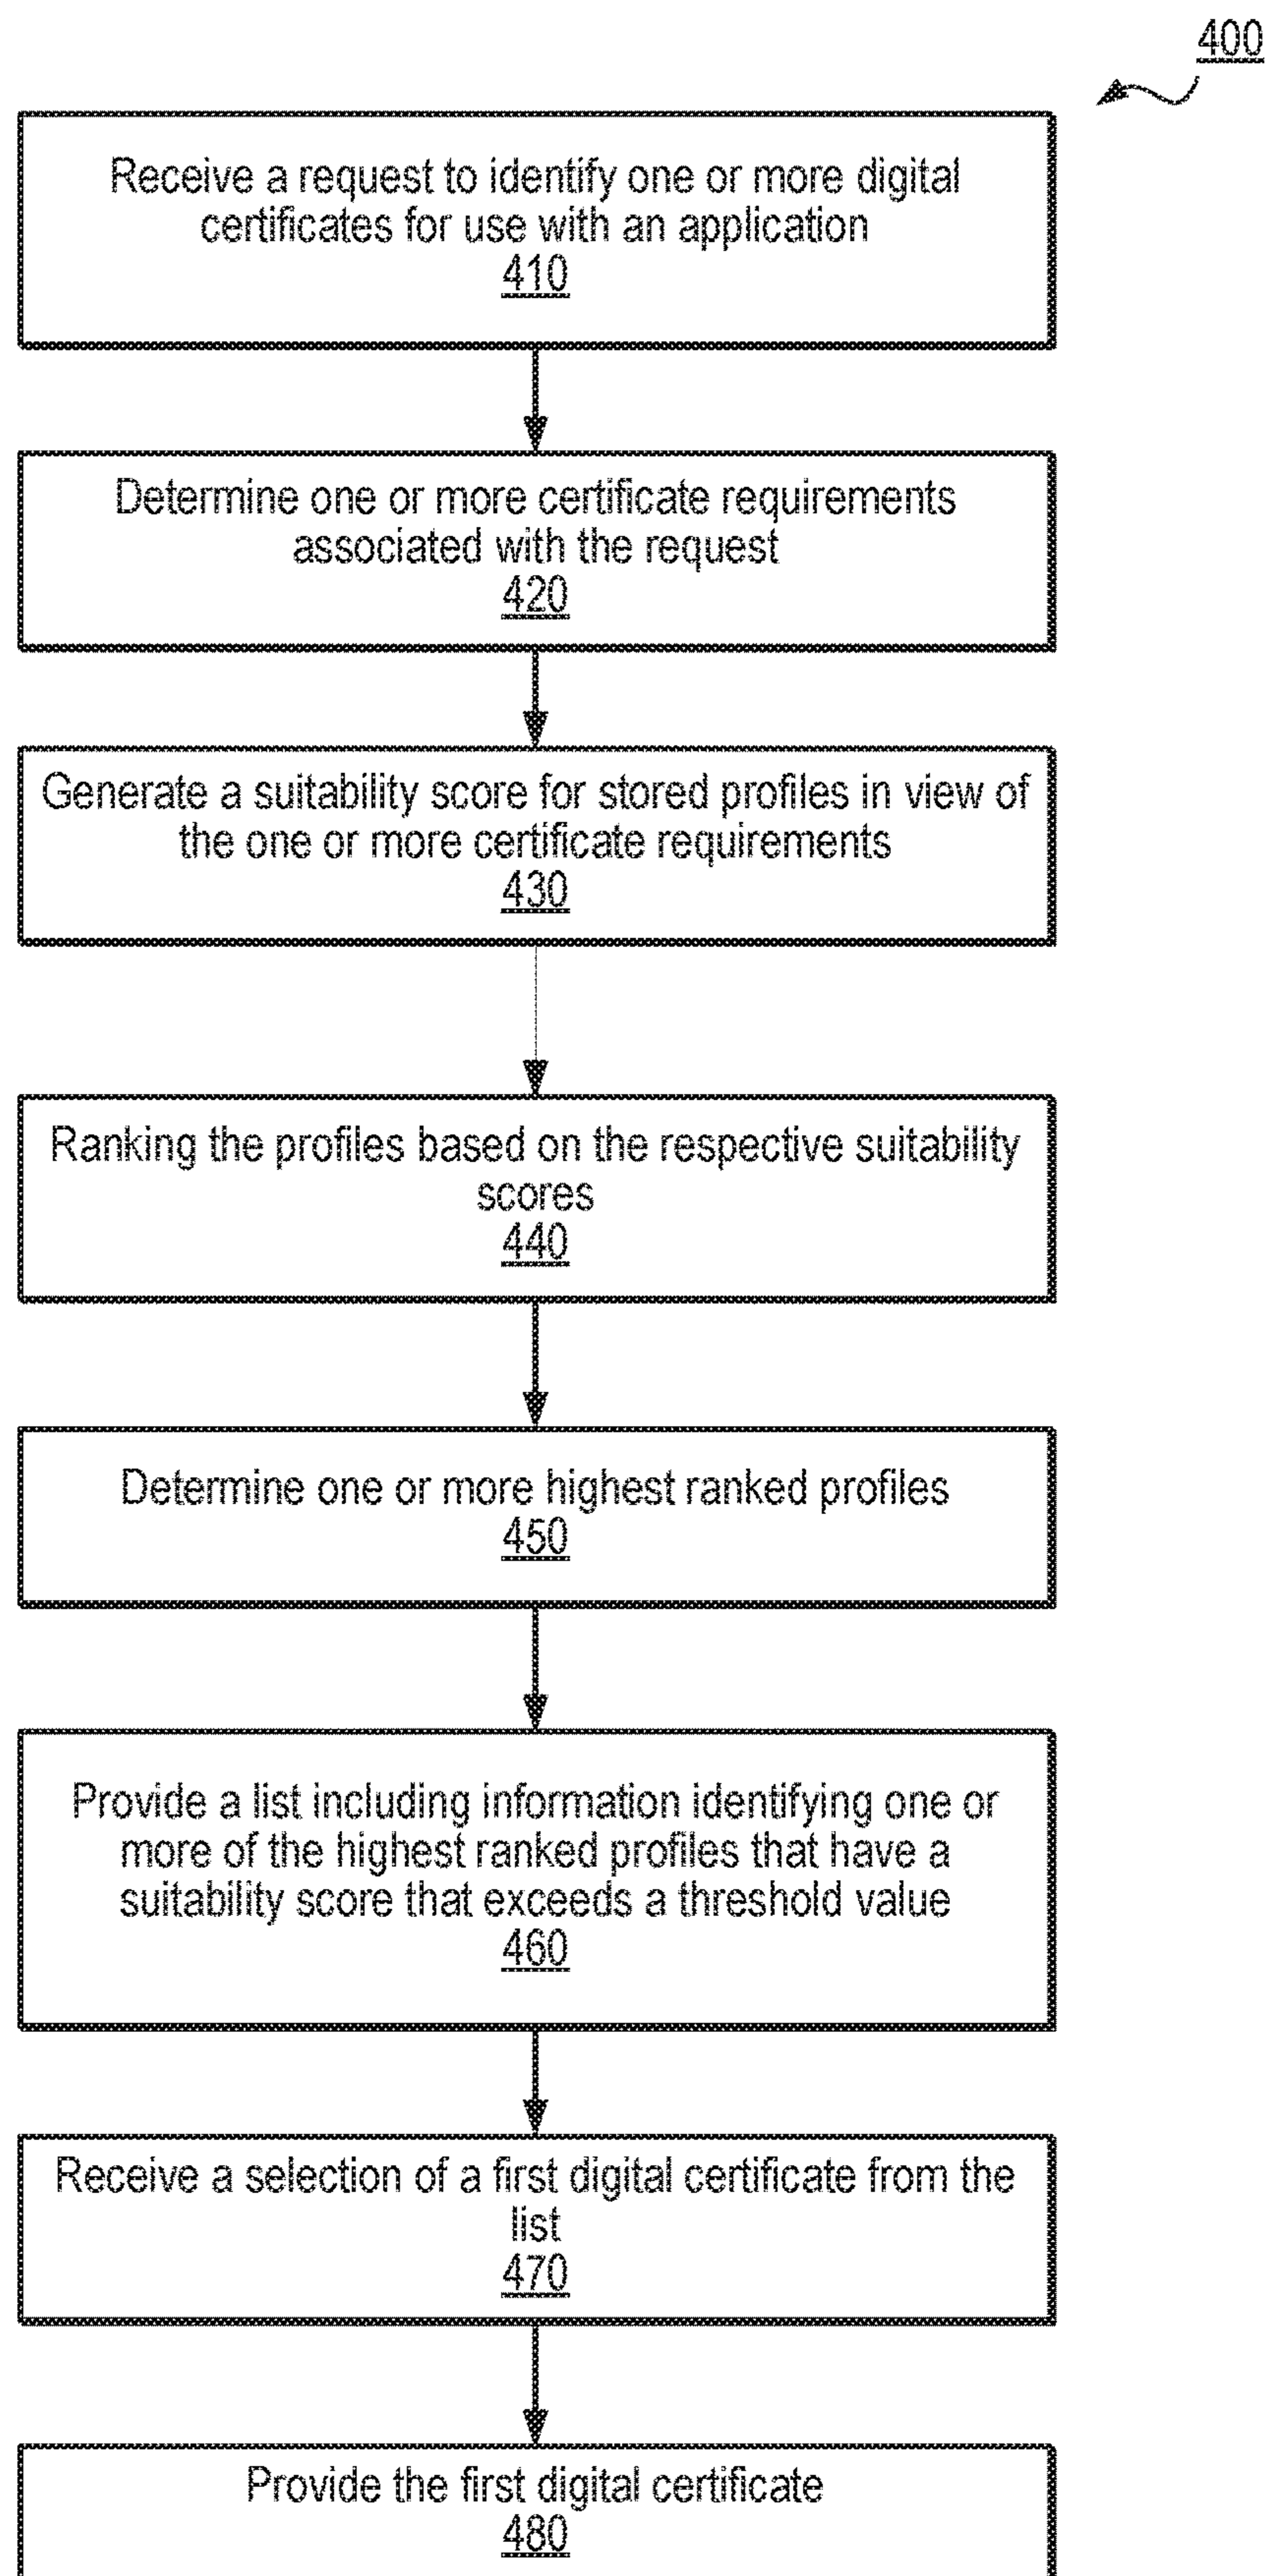 400
Receive a request to identify one or more digital
certificates for use with an application
410
Determine one or more certificate requirements
associated with the request
420
Generate a suitability score for stored profiles in view of
the one or more certificate requirements
430
Ranking the profiles based on the respective suitability
scores
440
Determine one or more highest ranked profiles
450
Provide a list including information identifying one or
more of the highest ranked profiles that have a
suitability score that exceeds a threshold value
460
Receive a selection of a first digital certificate from the
list
470
Provide the first digital certificate
480